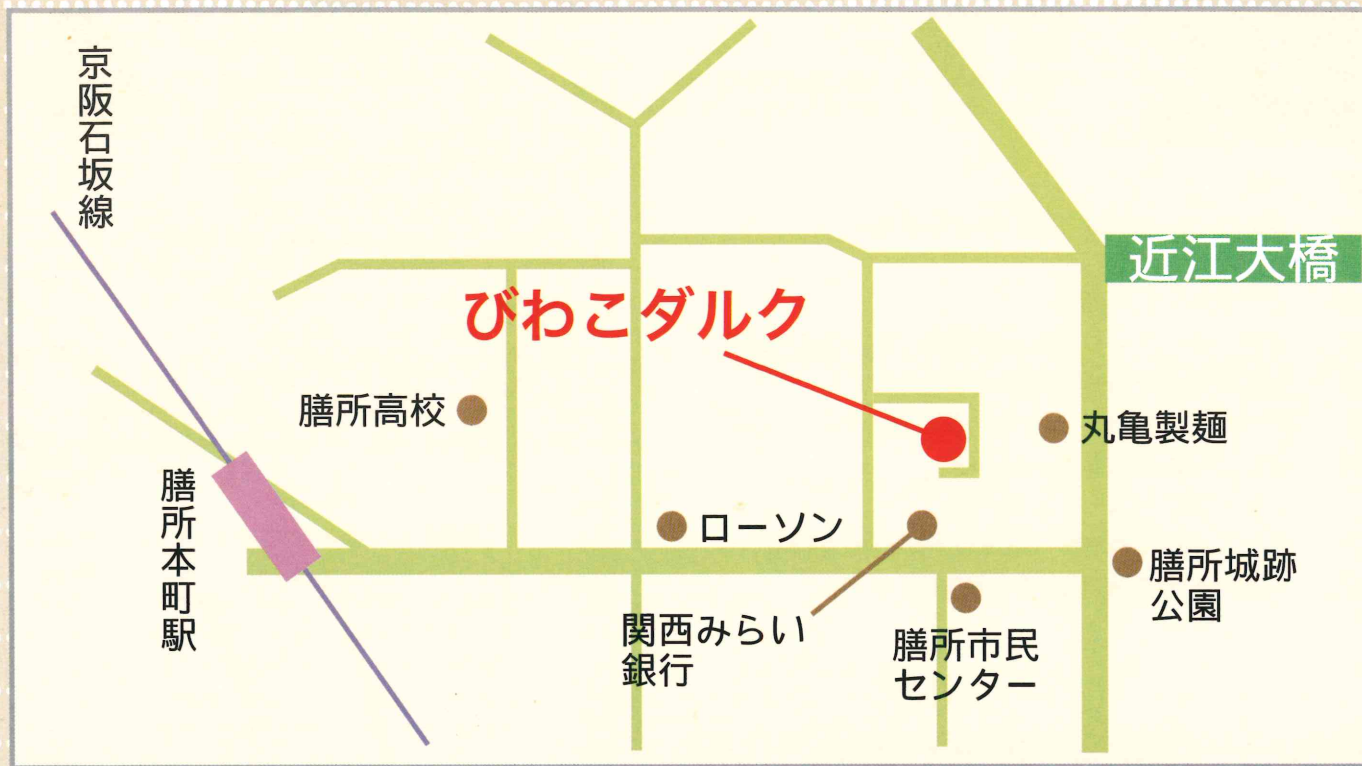 京阪石坂線
近江大橋
びわこダルク
膳所高校
丸亀製麺
膳所本町駅
ローソン
膳所城跡
公園
関西みらい
銀行
膳所市民
センター